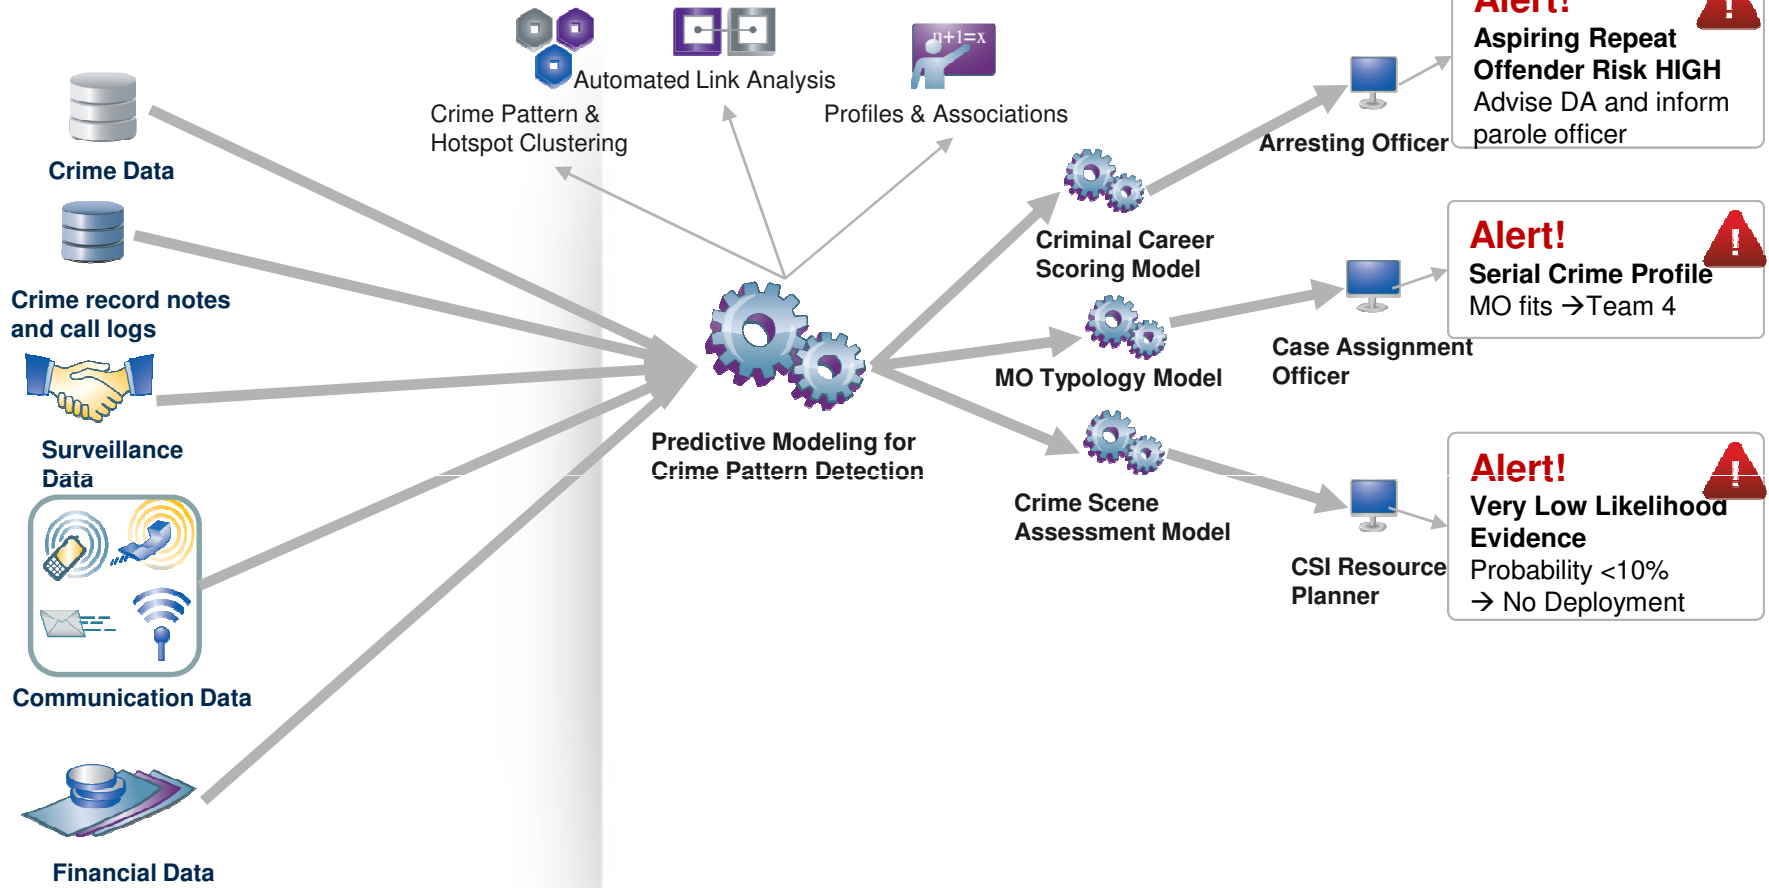 Crime Data
Crime record notes
and call logs
Surveillance
Data
Communication Data
Financial Data
Crime Pattern &
Hotspot Clustering
Automated Link Analysis
n+1=x
Profiles & Associations
Predictive Modeling for
Crime Pattern Detection
Criminal Career
Scoring Model
MO Typology Model
Crime Scene
Assessment Model
Arresting Officer
Case Assignment
Officer
CSI Resource
Planner
Alert!
Aspiring Repeat
Offender Risk HIGH
Advise DA and inform
parole officer
Alert!
Serial Crime Profile
MO fits →Team 4
Alert!
Very Low Likelihood
Evidence
Probability <10%
→ No Deployment